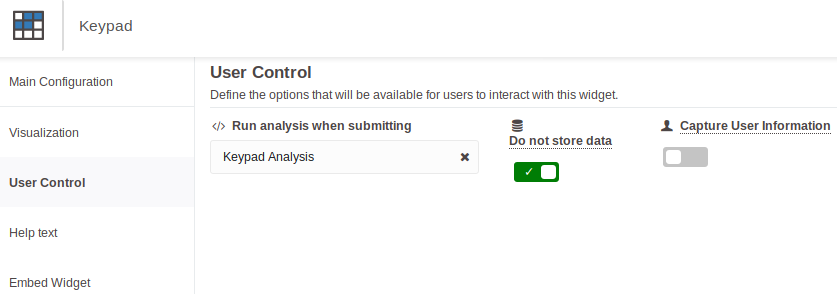 Keypad
Main Configuration
Visualization
User Control
Help text
Embed Widget
User Control
Define the options that will be available for users to interact with this widget.
</> Run analysis when submitting
Keypad Analysis
Do not store data
Capture User Information